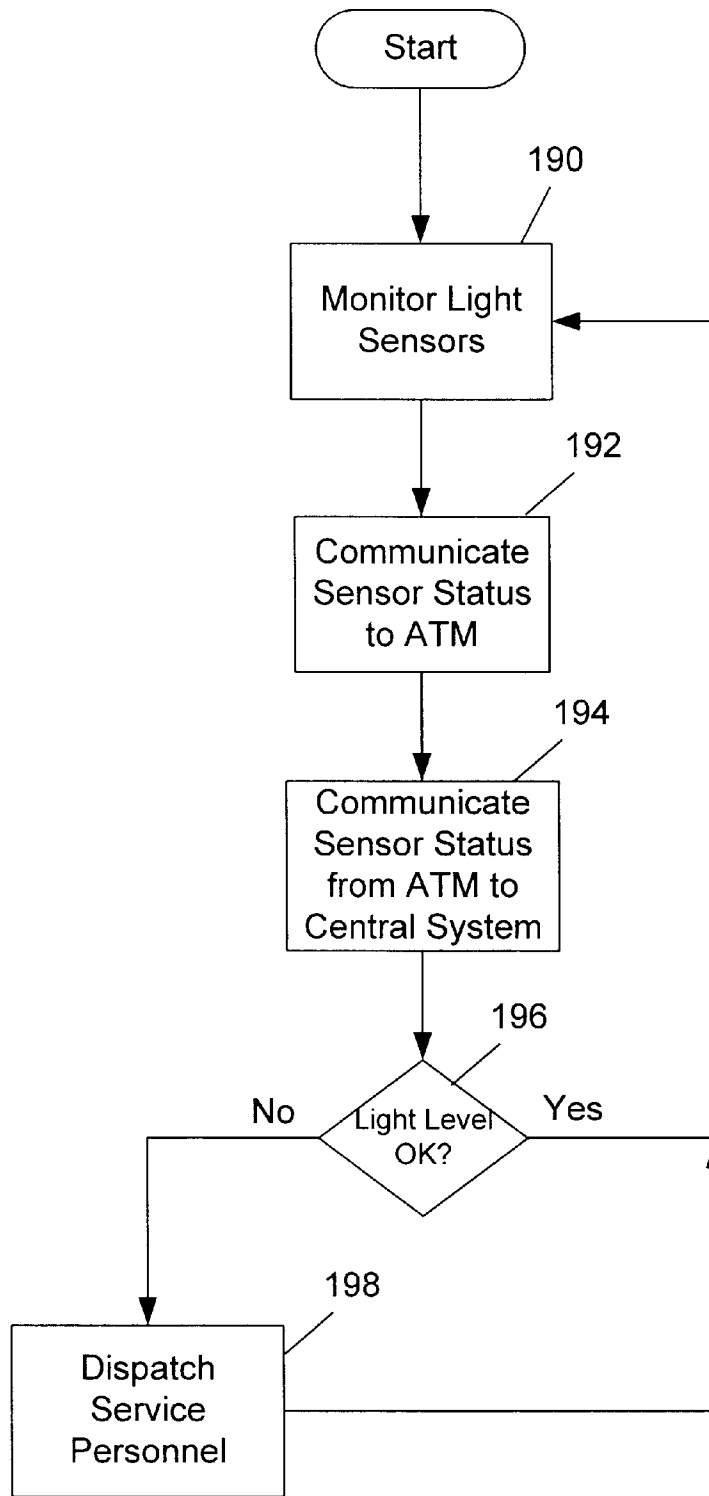 Start
190
Monitor Light
Sensors
192
Communicate
Sensor Status
to ATM
194
Communicate
Sensor Status
from ATM to
Central System
196
Light Level
OK?
No
Yes
198
Dispatch
Service
Personnel